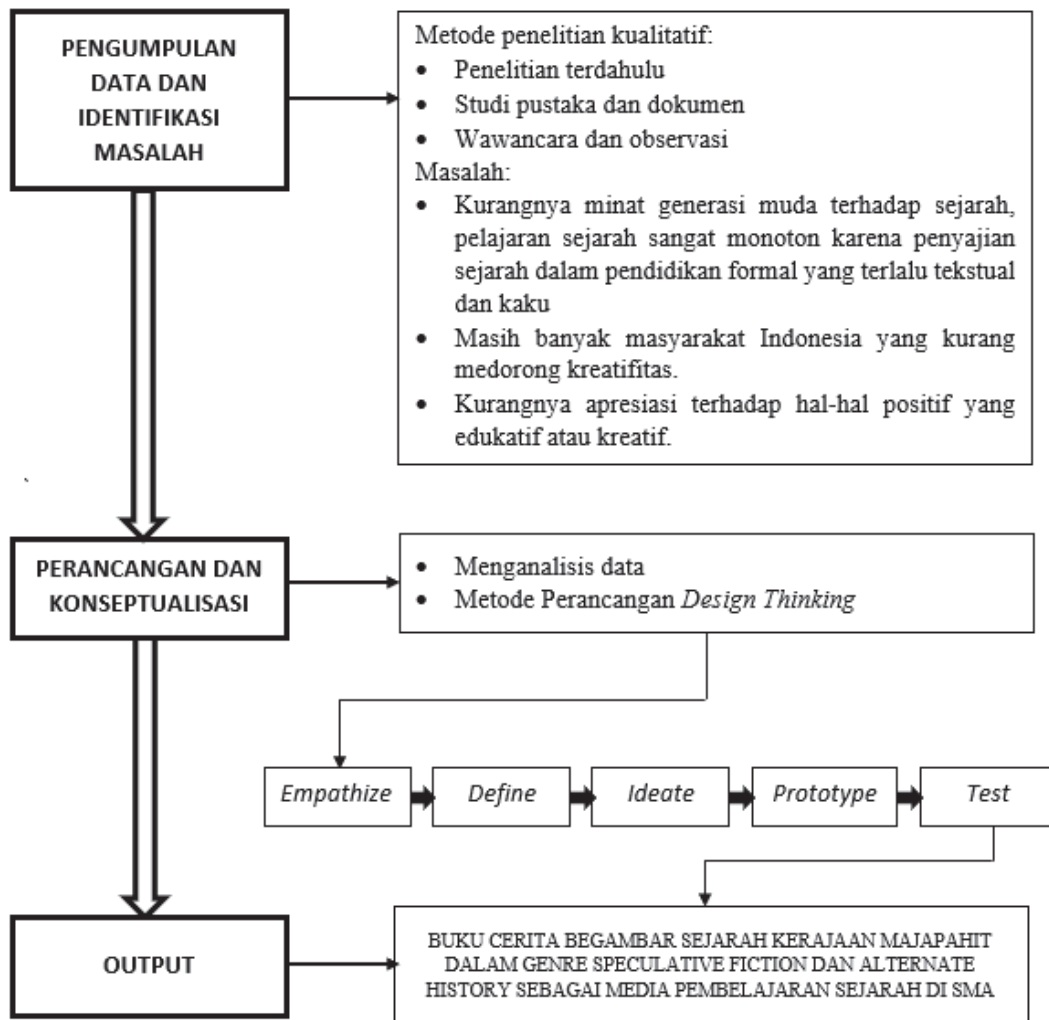 PENGUMPULAN
DATA DAN
IDENTIFIKASI
MASALAH
Metode penelitian kualitatif:
• Penelitian terdahulu
• Studi pustaka dan dokumen
• Wawancara dan observasi
Masalah:
• Kurangnya minat generasi muda terhadap sejarah,
pelajaran sejarah sangat monoton karena penyajian
sejarah dalam pendidikan formal yang terlalu tekstual
dan kaku
• Masih banyak masyarakat Indonesia yang kurang
medorong kreatifitas.
• Kurangnya apresiasi terhadap hal-hal positif yang
edukatif atau kreatif.
PERANCANGAN DAN
KONSEPTUALISASI
• Menganalisis data
• Metode Perancangan Design Thinking
Empathize
Define
Ideate
Prototype
Test
OUTPUT
BUKU CERITA BEGAMBAR SEJARAH KERAJAAN MAJAPAHIT
DALAM GENRE SPECULATIVE FICTION DAN ALTERNATE
HISTORY SEBAGAI MEDIA PEMBELAJARAN SEJARAH DI SMA